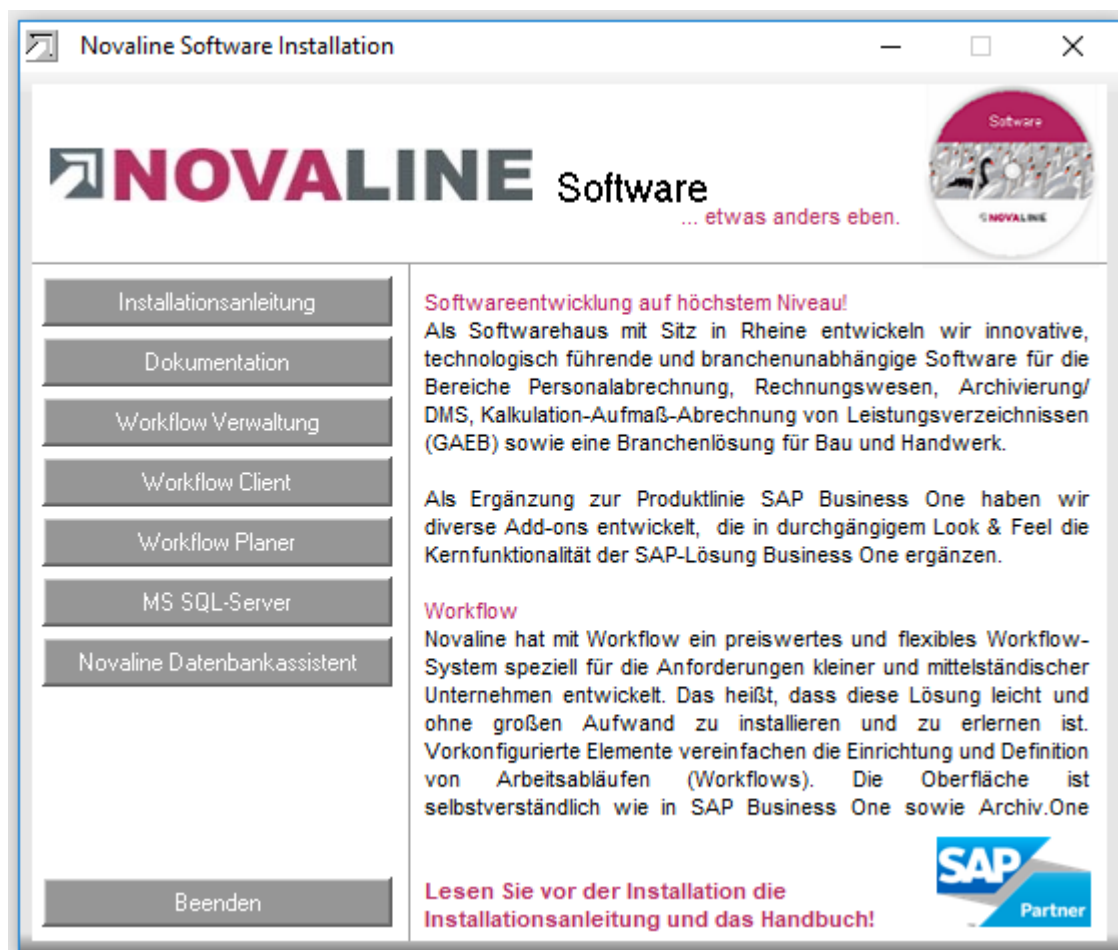 Novaline Software Installation
NOVALINE Software
... etwas anders eben.
Software
NOVALINE
Installationsanleitung
Dokumentation
Workflow Verwaltung
Workflow Client
Workflow Planer
MS SQL-Server
Novaline Datenbankassistent
Beenden
Softwareentwicklung auf höchstem Niveau!
Als Softwarehaus mit Sitz in Rheine entwickeln wir innovative,
technologisch führende und branchenunabhängige Software für die
Bereiche Personalabrechnung, Rechnungswesen, Archivierung/
DMS, Kalkulation-Aufmaß-Abrechnung von Leistungsverzeichnissen
(GAEB) sowie eine Branchenlösung für Bau und Handwerk.
Als Ergänzung zur Produktlinie SAP Business One haben wir
diverse Add-ons entwickelt, die in durchgängigem Look & Feel die
Kernfunktionalität der SAP-Lösung Business One ergänzen.
Workflow
Novaline hat mit Workflow ein preiswertes und flexibles Workflow-
System speziell für die Anforderungen kleiner und mittelständischer
Unternehmen entwickelt. Das heißt, dass diese Lösung leicht und
ohne großen Aufwand zu installieren und zu erlernen ist.
Vorkonfigurierte Elemente vereinfachen die Einrichtung und Definition
von Arbeitsabläufen (Workflows). Die Oberfläche ist
selbstverständlich wie in SAP Business One sowie Archiv.One
Lesen Sie vor der Installation die
Installationsanleitung und das Handbuch!
SAP
Partner